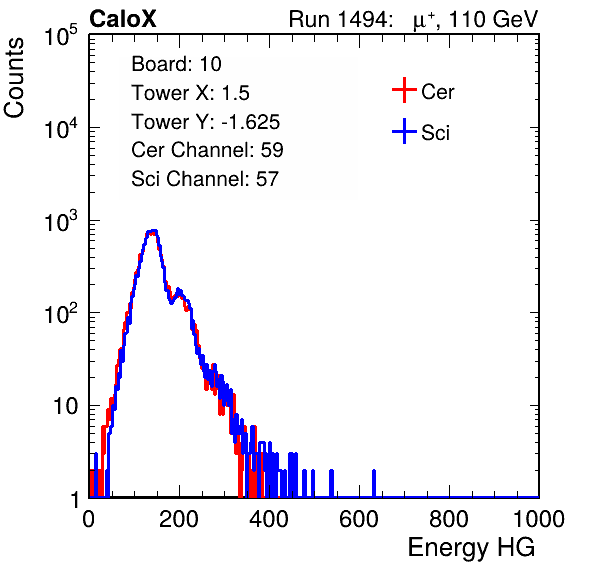 CaloX Run 1494: μ⁺, 110 GeV
Board: 10
Tower X: 1.5
Tower Y: -1.625
Cer Channel: 59
Sci Channel: 57
Cer
Sci
Counts
10⁵
10⁴
10³
10²
10
1
0 200 400 600 800 1000
Energy HG